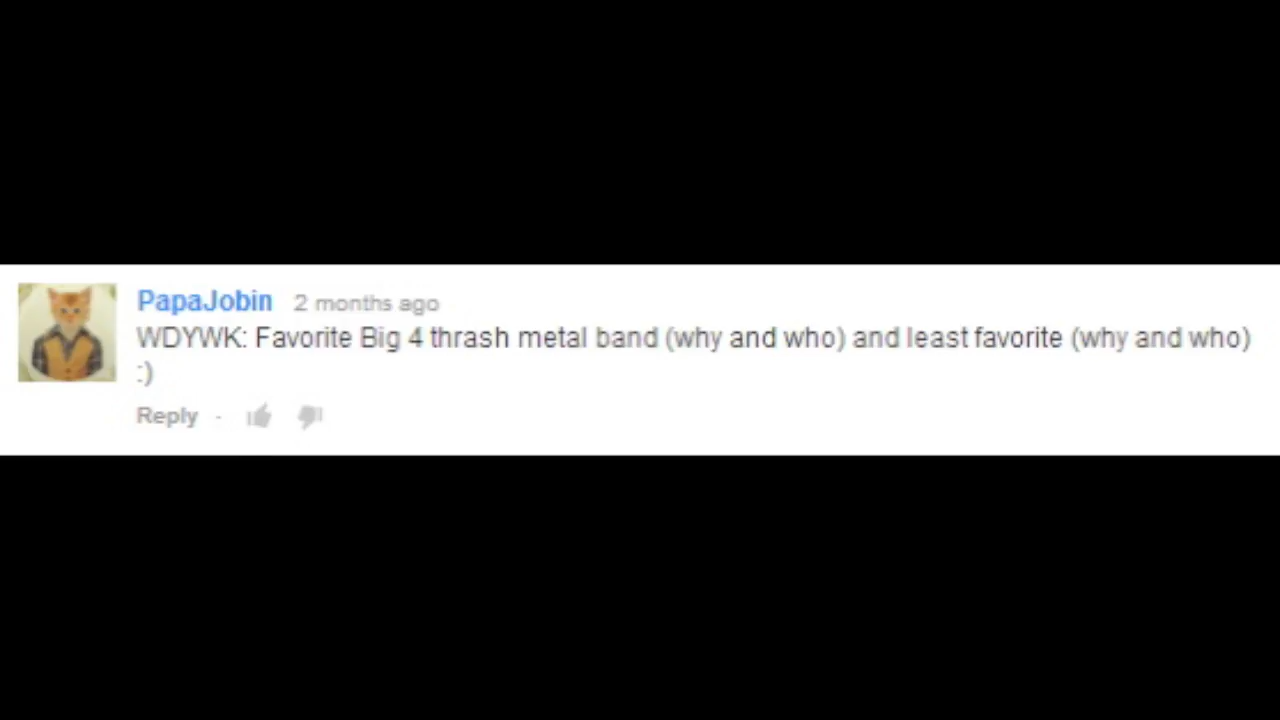 PapaJobin 2 months ago
WDYWK: Favorite Big 4 thrash metal band (why and who) and least favorite (why and who)
:)
Reply ·